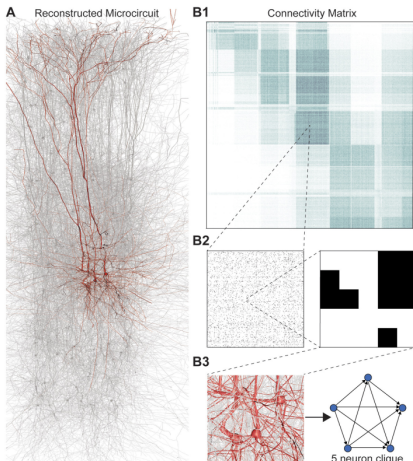 A Reconstructed Microcircuit
B1 Connectivity Matrix
B2
B3
5 neuron clique